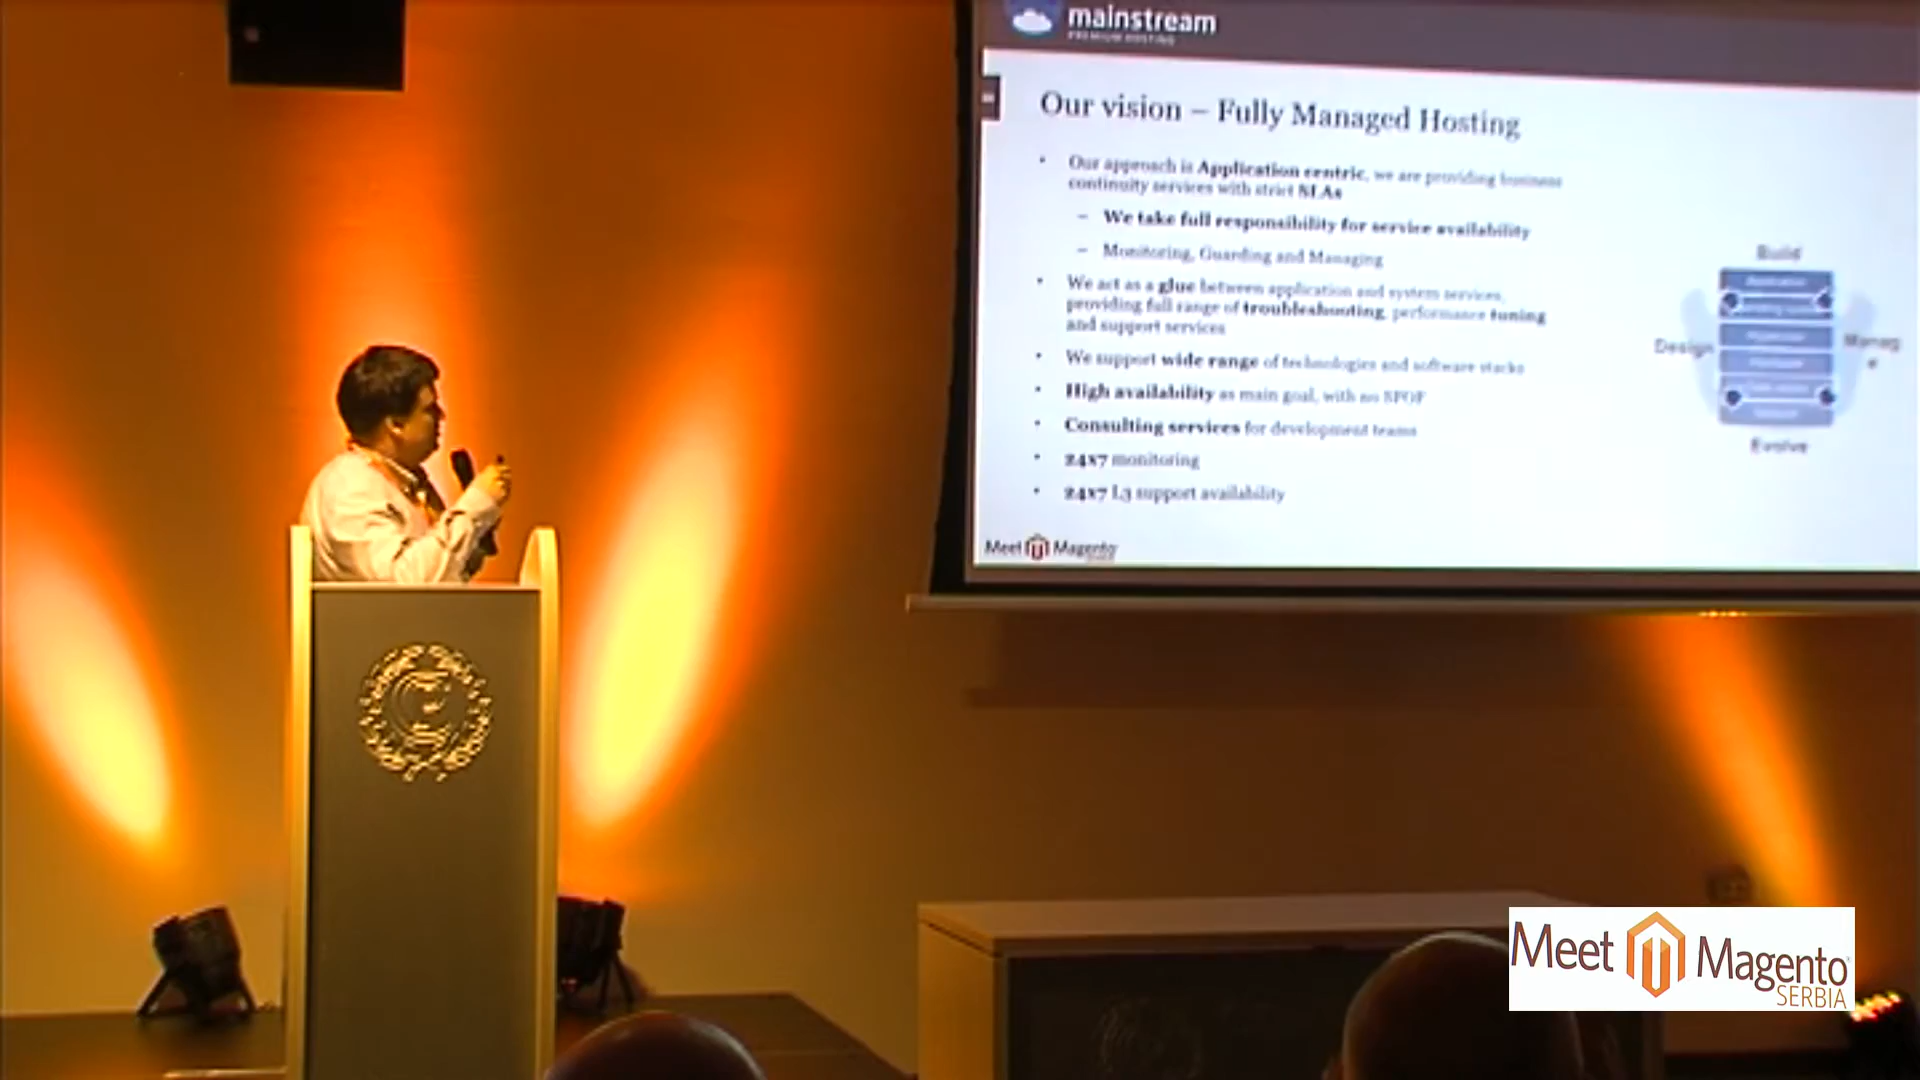 mainstream
PREMIUM HOSTING
Our vision – Fully Managed Hosting
• Our approach is Application centric, we are providing business
continuity services with strict SLAs
– We take full responsibility for service availability
– Monitoring, Guarding and Managing
• We act as a glue between application and system services,
providing full range of troubleshooting, performance tuning
and support services
• We support wide range of technologies and software stacks
• High availability as main goal, with no SPOF
• Consulting services for development teams
• 24x7 monitoring
• 24x7 L3 support availability
Build
Application
Design
Manag
e
Evolve
Meet Magento
Meet Magento
SERBIA